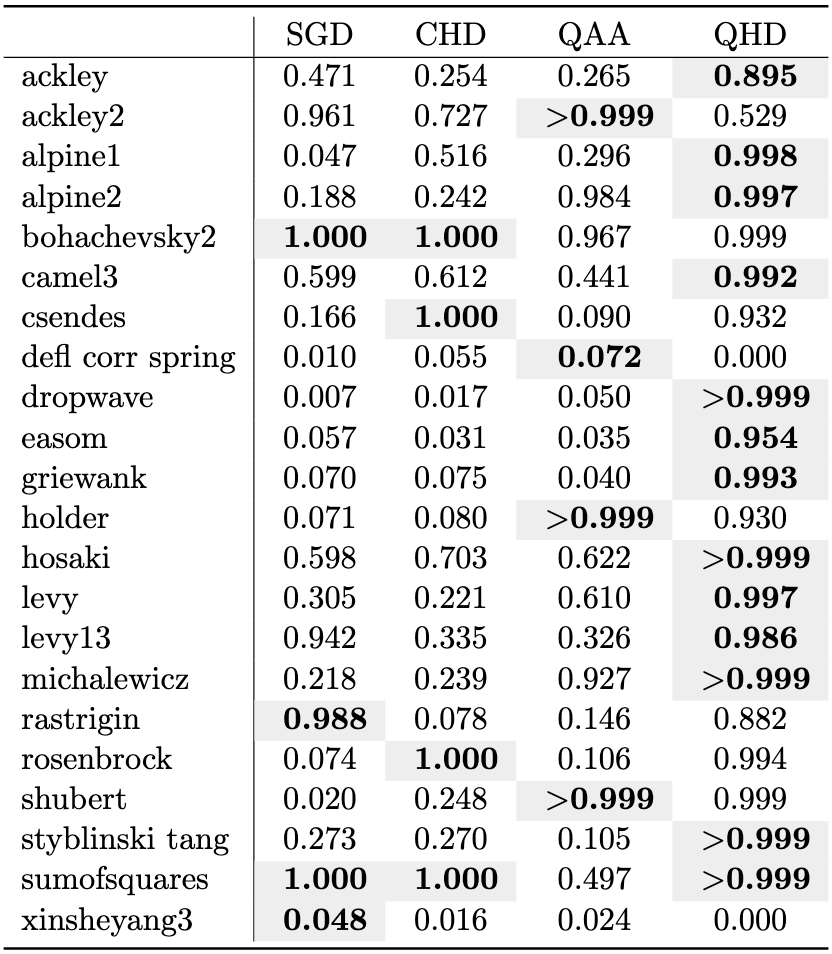 SGD CHD QAA QHD
ackley 0.471 0.254 0.265 0.895
ackley2 0.961 0.727 >0.999 0.529
alpine1 0.047 0.516 0.296 0.998
alpine2 0.188 0.242 0.984 0.997
bohachevsky2 1.000 1.000 0.967 0.999
camel3 0.599 0.612 0.441 0.992
csendes 0.166 1.000 0.090 0.932
defl corr spring 0.010 0.055 0.072 0.000
dropwave 0.007 0.017 0.050 >0.999
easom 0.057 0.031 0.035 0.954
griewank 0.070 0.075 0.040 0.993
holder 0.071 0.080 >0.999 0.930
hosaki 0.598 0.703 0.622 >0.999
levy 0.305 0.221 0.610 0.997
levy13 0.942 0.335 0.326 0.986
michalewicz 0.218 0.239 0.927 >0.999
rastrigin 0.988 0.078 0.146 0.882
rosenbrock 0.074 1.000 0.106 0.994
shubert 0.020 0.248 >0.999 0.999
styblinski tang 0.273 0.270 0.105 >0.999
sumofsquares 1.000 1.000 0.497 >0.999
xinsheyang3 0.048 0.016 0.024 0.000